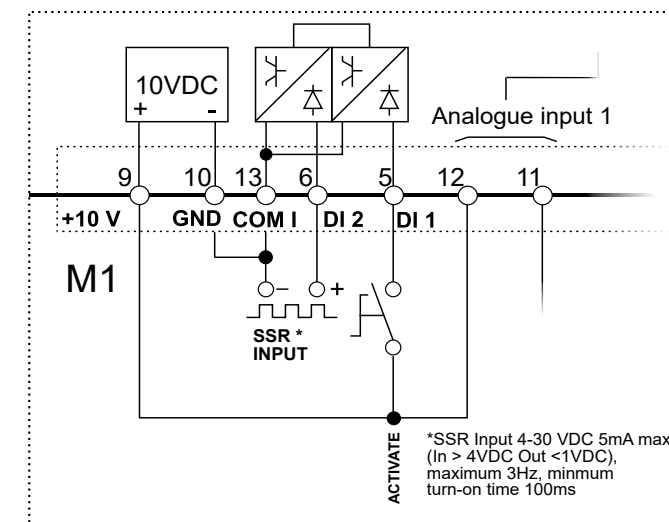 10VDC
+ -
Analogue input 1
9 10 13 6 5 12 11
+10 V GND COM I DI 2 DI 1
M1
- +
SSR *
INPUT
ACTIVATE
*SSR Input 4-30 VDC 5mA max
(In > 4VDC Out <1VDC),
maximum 3Hz, minmum
turn-on time 100ms